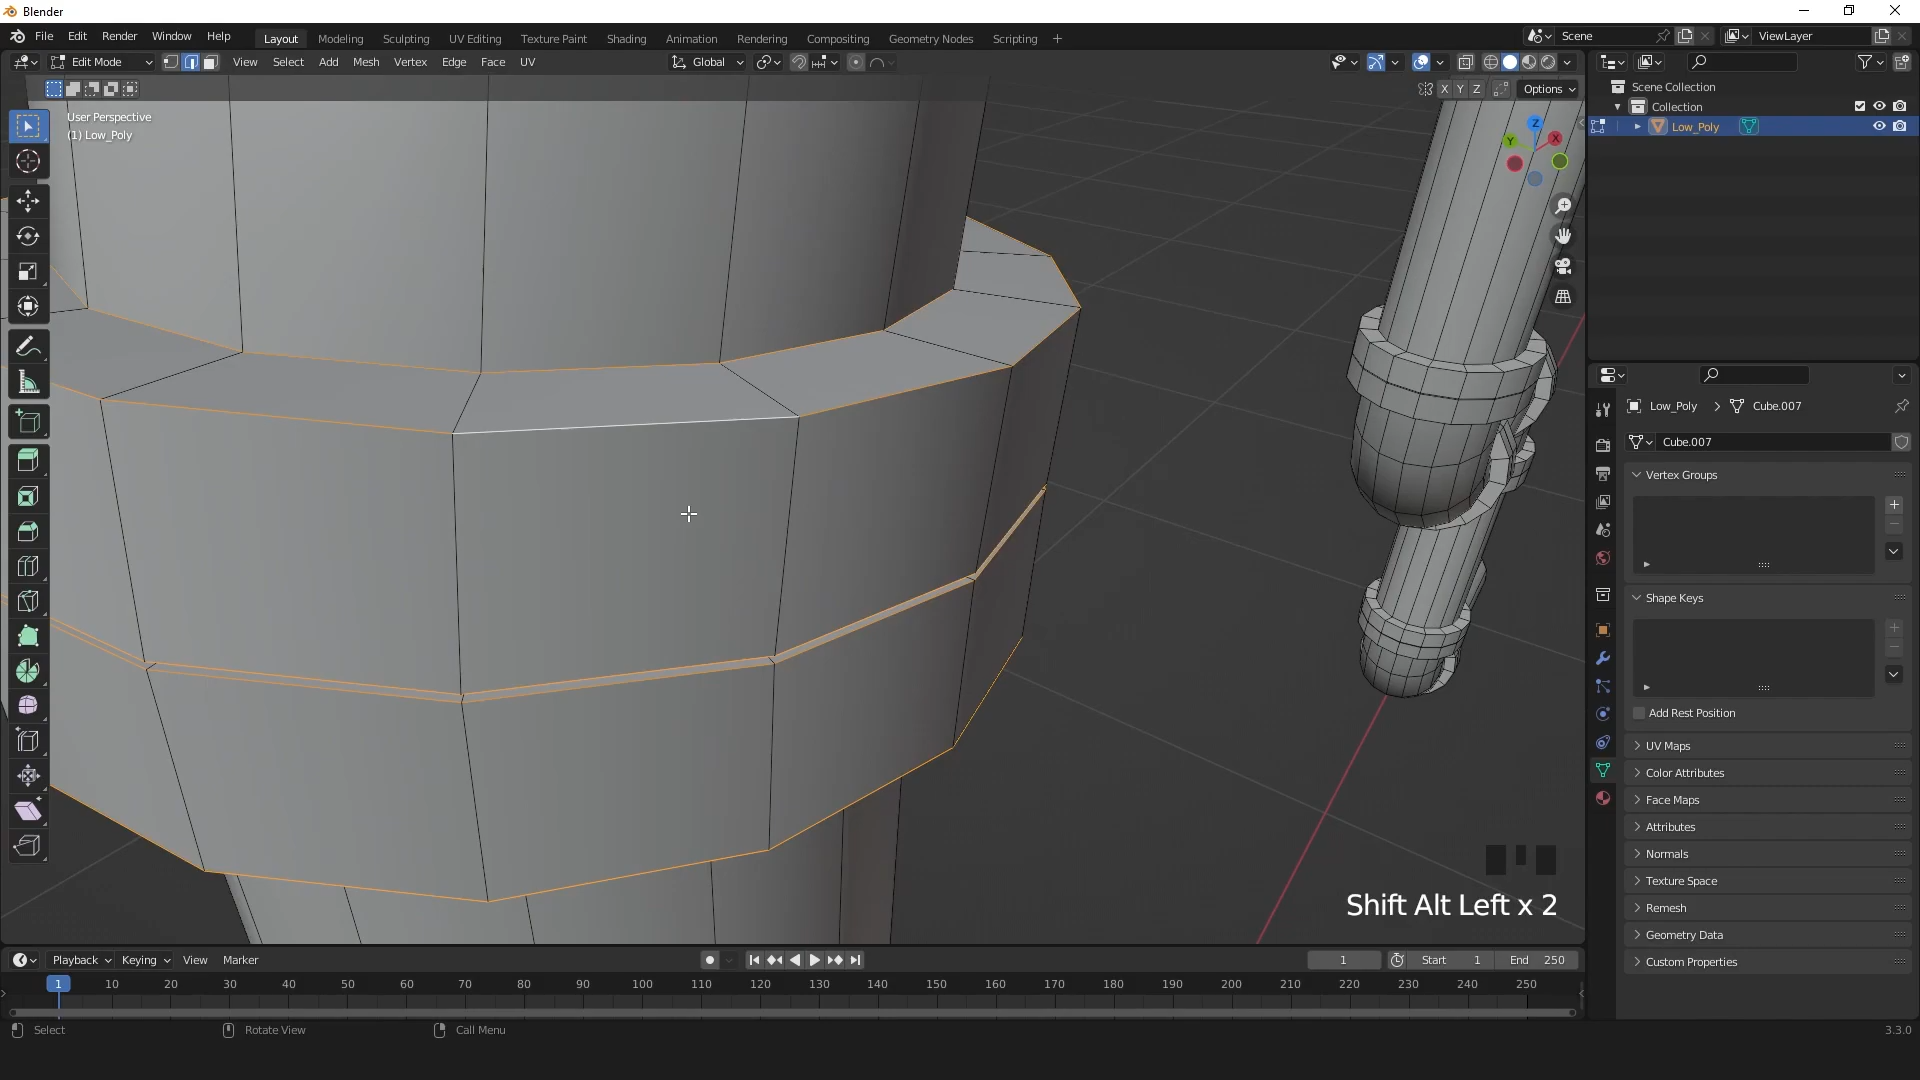 Blender
File Edit Render Window Help
Layout Modeling Sculpting UV Editing Texture Paint Shading Animation Rendering Compositing Geometry Nodes Scripting +
Scene
ViewLayer
Edit Mode
View Select Add Mesh Vertex Edge Face UV
Global
X Y Z Options
User Perspective
(1) Low_Poly
Z
Y
X
Scene Collection
Collection
Low_Poly
Low_Poly > Cube.007
Cube.007
Vertex Groups
Shape Keys
Add Rest Position
UV Maps
Color Attributes
Face Maps
Attributes
Normals
Texture Space
Remesh
Geometry Data
Custom Properties
Shift Alt Left x 2
Playback Keying View Marker
1 Start 1 End 250
1 10 20 30 40 50 60 70 80 90 100 110 120 130 140 150 160 170 180 190 200 210 220 230 240 250
Select Rotate View Call Menu
3.3.0